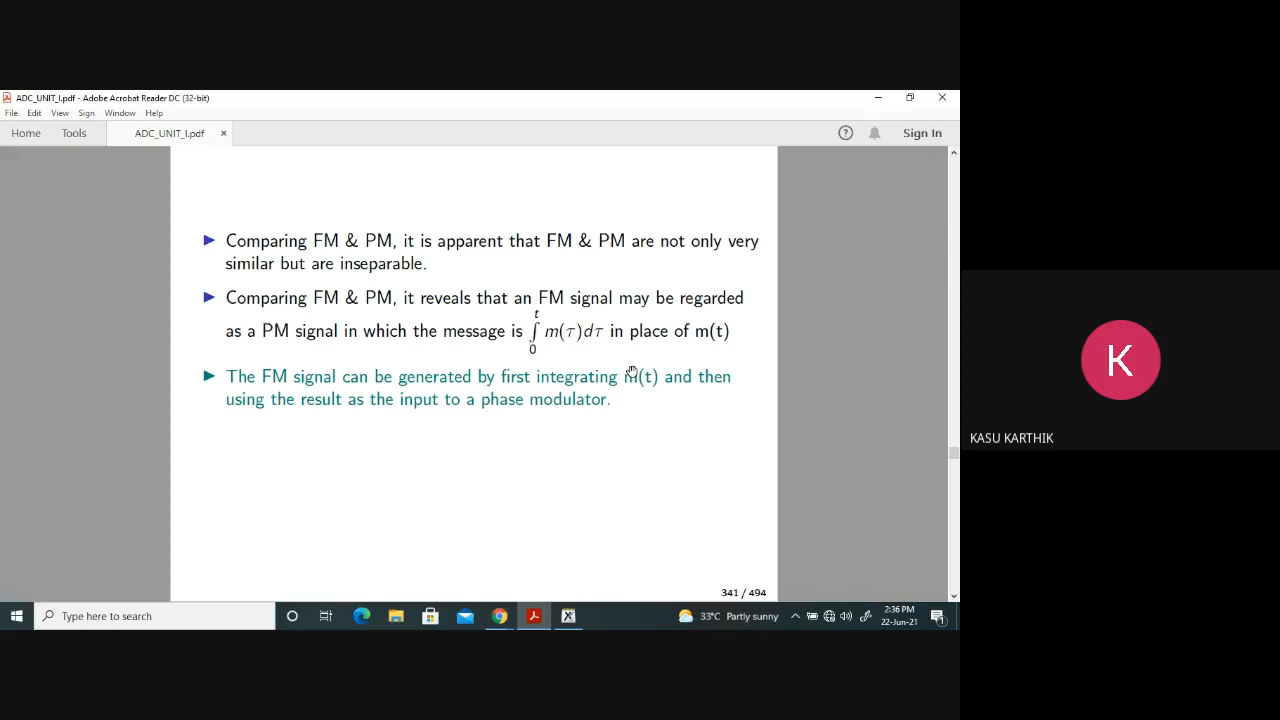 ADC_UNIT_I.pdf - Adobe Acrobat Reader DC (32-bit)
File Edit View Sign Window Help
Home Tools ADC_UNIT_I.pdf × ? Sign In
▶ Comparing FM & PM, it is apparent that FM & PM are not only very
similar but are inseparable.
▶ Comparing FM & PM, it reveals that an FM signal may be regarded
as a PM signal in which the message is ∫₀ᵗ m(τ)dτ in place of m(t)
▶ The FM signal can be generated by first integrating m(t) and then
using the result as the input to a phase modulator.
341 / 494
K
KASU KARTHIK
Type here to search
33°C Partly sunny
2:36 PM
22-Jun-21
1